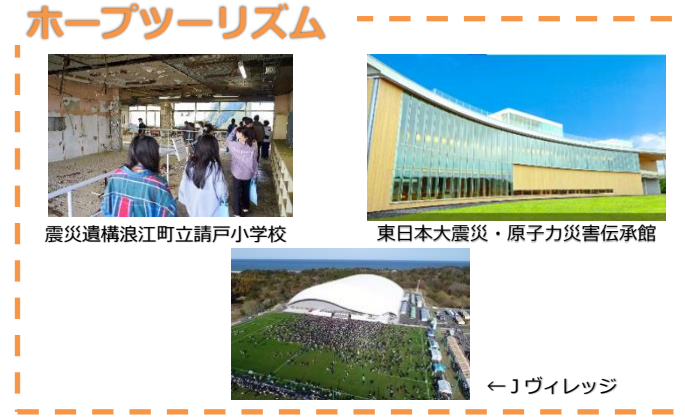 ホープツーリズム
震災遺構浪江町立請戸小学校
東日本大震災・原子力災害伝承館
←Jヴィレッジ